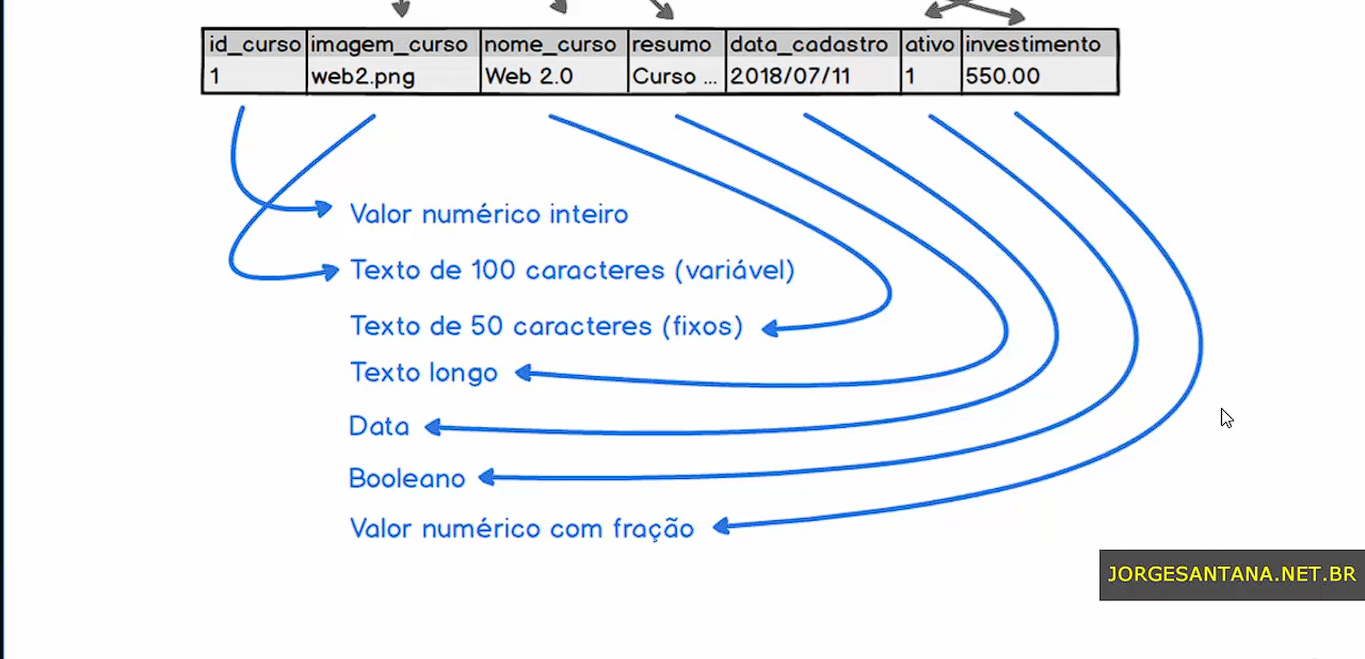 id_curso imagem_curso nome_curso resumo data_cadastro ativo investimento
1 web2.png Web 2.0 Curso ... 2018/07/11 1 550.00
Valor numérico inteiro
Texto de 100 caracteres (variável)
Texto de 50 caracteres (fixos)
Texto longo
Data
Booleano
Valor numérico com fração
JORGESANTANA.NET.BR